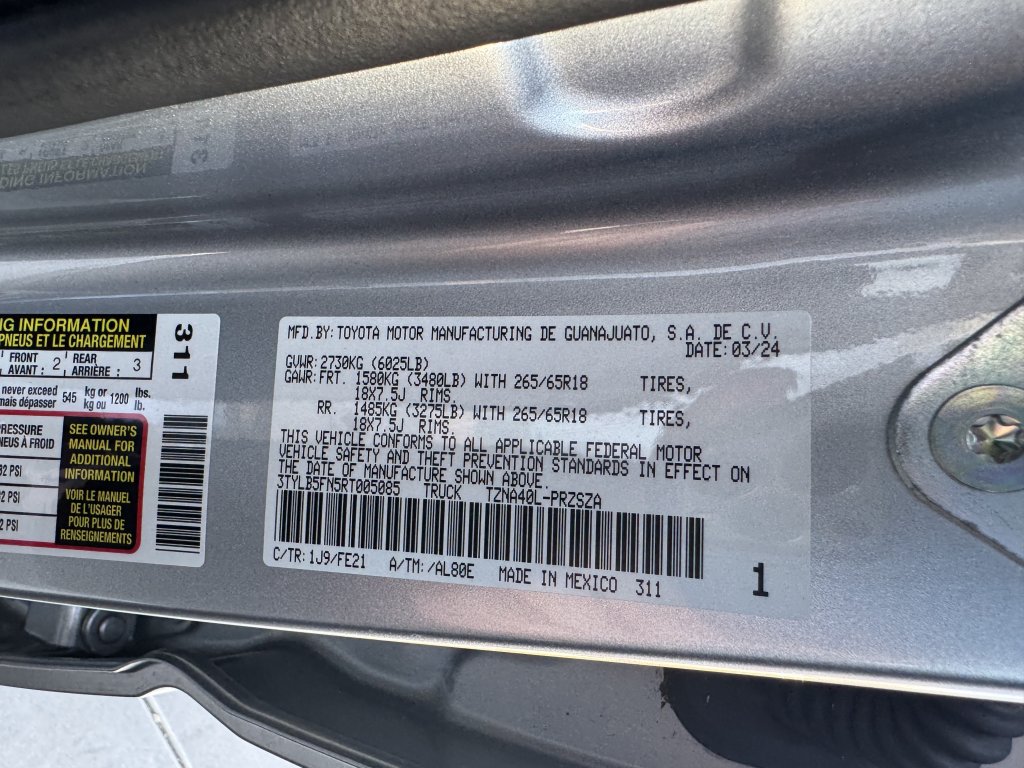 NG INFORMATION
PNEUS ET LE CHARGEMENT
FRONT
AVANT : 2
REAR
ARRIÈRE : 3
never exceed
mais dépasser 545 kg or
kg ou 1200 lbs.
lb.
PRESSURE
NEUS À FROID
32 PSI
32 PSI
2 PSI
SEE OWNER'S
MANUAL FOR
ADDITIONAL
INFORMATION
VOIR LE MANUEL
DE L'USAGER
POUR PLUS DE
RENSEIGNEMENTS
311
MFD.BY:TOYOTA MOTOR MANUFACTURING DE GUANAJUATO, S.A. DE C.V.
DATE:03/24
GVWR:2730KG (6025LB)
GAWR:FRT. 1580KG (3480LB) WITH 265/65R18 TIRES,
18X7.5J RIMS.
RR. 1485KG (3275LB) WITH 265/65R18 TIRES,
18X7.5J RIMS.
THIS VEHICLE CONFORMS TO ALL APPLICABLE FEDERAL MOTOR
VEHICLE SAFETY AND THEFT PREVENTION STANDARDS IN EFFECT ON
THE DATE OF MANUFACTURE SHOWN ABOVE.
3TYLB5FN5RT005085 TRUCK TZNA40L-PRZSZA
C/TR:1J9/FE21 A/TM:/AL80E MADE IN MEXICO 311
1